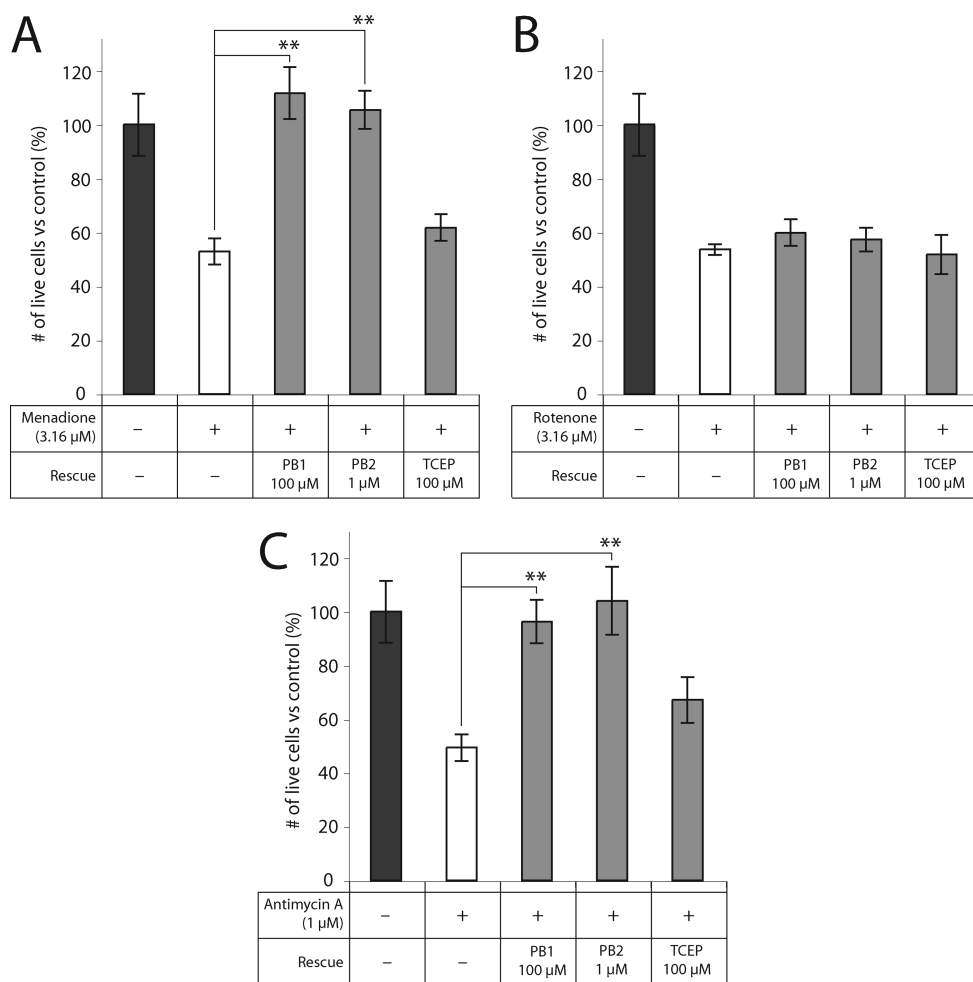 A
# of live cells vs control (%)
120
100
80
60
40
20
0
**
**
Menadione
(3.16 µM)
– + + + +
Rescue
– –
PB1
100 µM
PB2
1 µM
TCEP
100 µM
B
# of live cells vs control (%)
120
100
80
60
40
20
0
Rotenone
(3.16 µM)
– + + + +
Rescue
– –
PB1
100 µM
PB2
1 µM
TCEP
100 µM
C
# of live cells vs control (%)
120
100
80
60
40
20
0
**
**
Antimycin A
(1 µM)
– + + + +
Rescue
– –
PB1
100 µM
PB2
1 µM
TCEP
100 µM